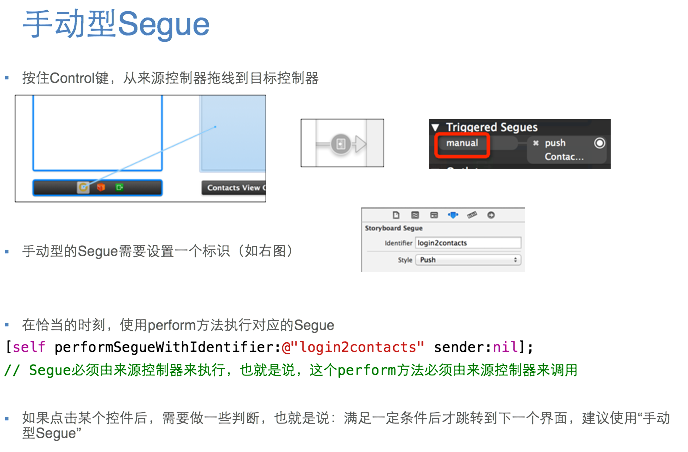 手动型Segue
按住Control键，从来源控制器拖线到目标控制器
Contacts View C
Triggered Segues
manual
push
Contac...
Storyboard Segue
Identifier login2contacts
Style Push
手动型的Segue需要设置一个标识（如右图）
在恰当的时刻，使用perform方法执行对应的Segue
[self performSegueWithIdentifier:@"login2contacts" sender:nil];
// Segue必须由来源控制器来执行，也就是说，这个perform方法必须由来源控制器来调用
如果点击某个控件后，需要做一些判断，也就是说：满足一定条件后才跳转到下一个界面，建议使用“手动
型Segue”